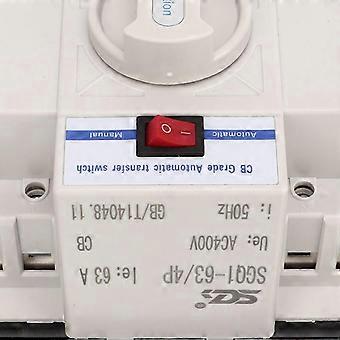 SGQ
SGQ1-63/4P Ie: 63 A
Ue: AC400V CB
f: 50Hz GB/T14048.11
CB Grade Automatic transfer switch
Automatic Manual